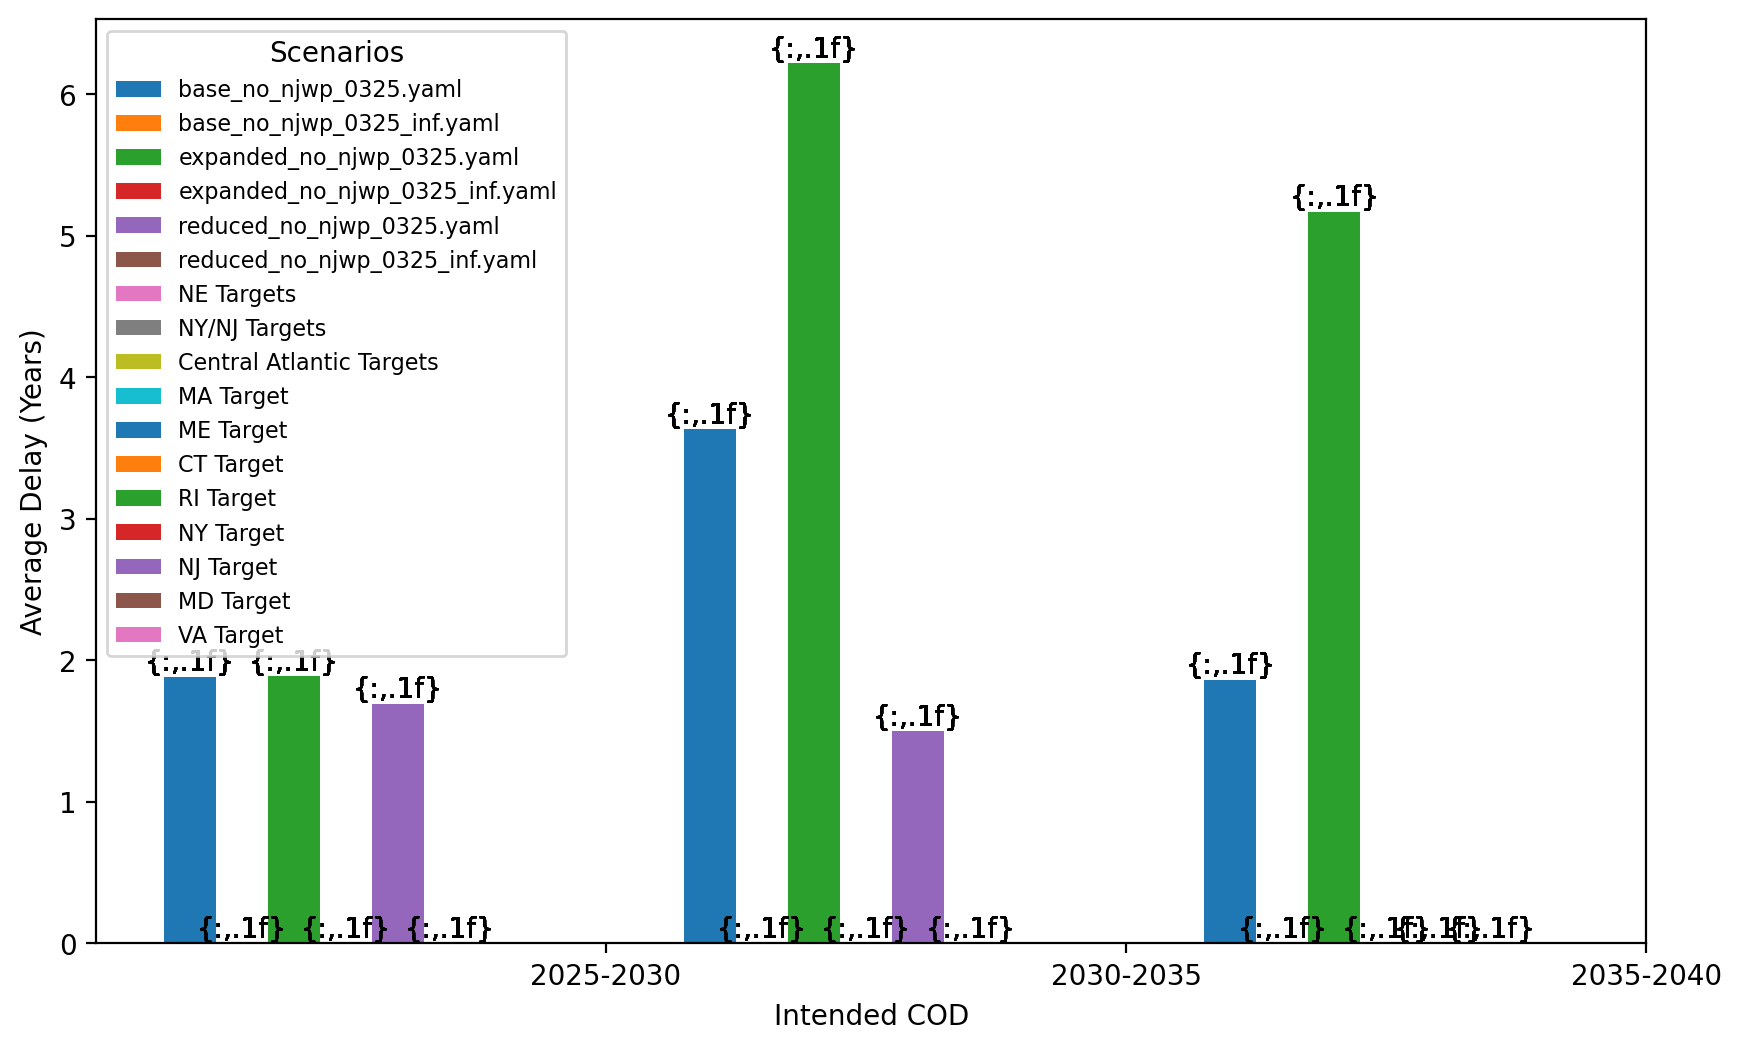 Scenarios
base_no_njwp_0325.yaml
base_no_njwp_0325_inf.yaml
expanded_no_njwp_0325.yaml
expanded_no_njwp_0325_inf.yaml
reduced_no_njwp_0325.yaml
reduced_no_njwp_0325_inf.yaml
NE Targets
NY/NJ Targets
Central Atlantic Targets
MA Target
ME Target
CT Target
RI Target
NY Target
NJ Target
MD Target
VA Target
Average Delay (Years)
6
5
4
3
2
1
0
{:,.1f}
{:,.1f}
{:,.1f}
{:,.1f}
{:,.1f}
{:,.1f}
{:,.1f}
{:,.1f}
{:,.1f} {:,.1f} {:,.1f} {:,.1f} {:,.1f} {:,.1f} {:,.1f} {:,.1f} {:,.1f} {:,.1f}
2025-2030 2030-2035 2035-2040
Intended COD